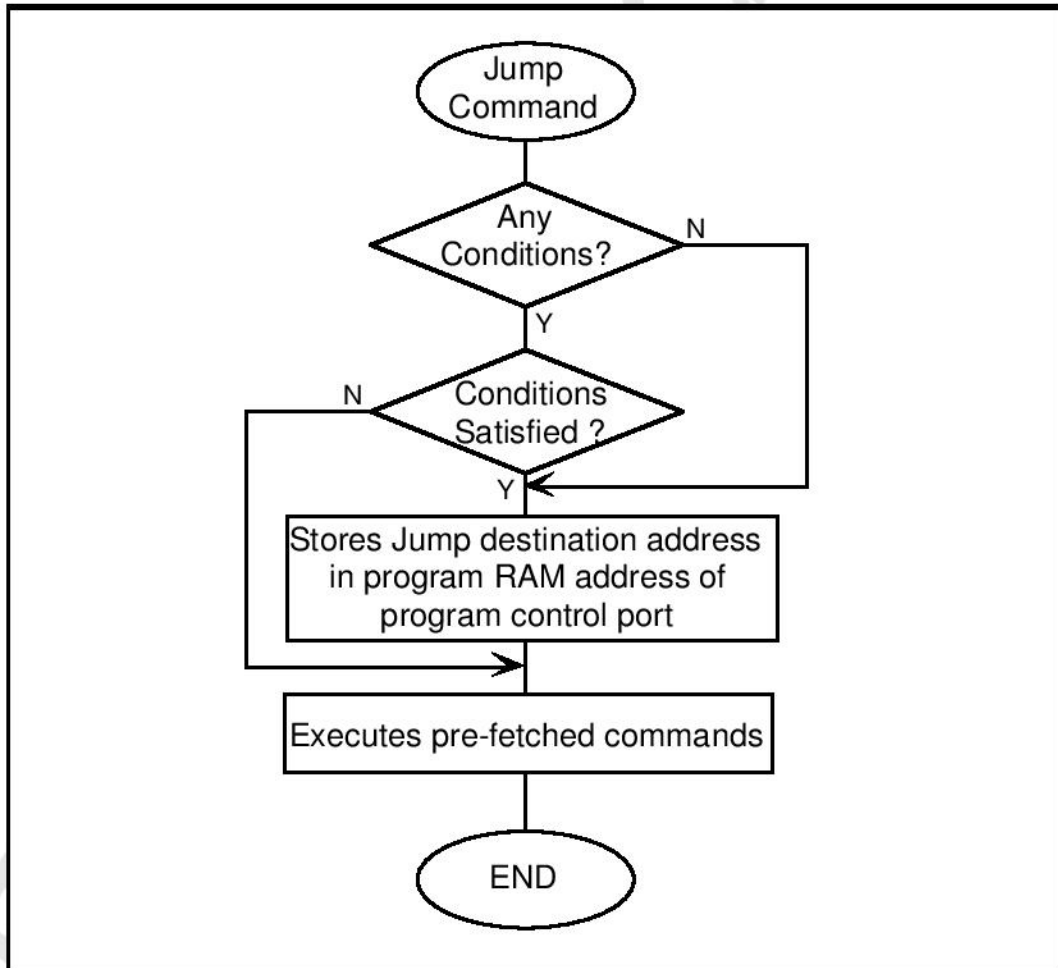 Jump
Command
Any
Conditions?
N
Y
N
Conditions
Satisfied ?
Y
Stores Jump destination address
in program RAM address of
program control port
Executes pre-fetched commands
END